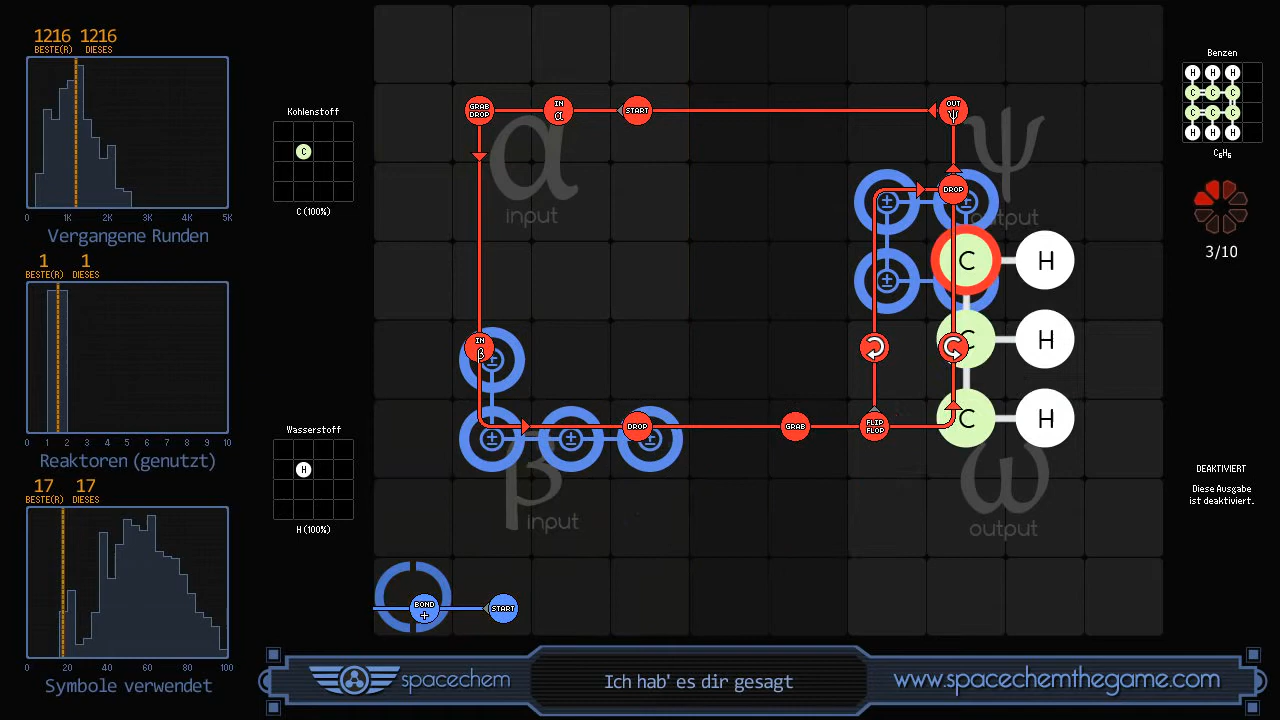 1216 1216
BESTE(R) DIESES
0 1K 2K 3K 4K 5K
Vergangene Runden
1 1
BESTE(R) DIESES
0 1 2 3 4 5 6 7 8 9 10
Reaktoren (genutzt)
17 17
BESTE(R) DIESES
0 20 40 60 80 100
Symbole verwendet
Kohlenstoff
C
C (100%)
Wasserstoff
H
H (100%)
GRAB
DROP
IN
α
START
OUT
Ψ
α
input
ψ
output
DROP
C H
C H
C H
IN
β
DROP
GRAB
FLIP
FLOP
β
input
ω
output
BOND
+
START
Benzen
H H H
C C C
C C C
H H H
C₆H₆
3/10
DEAKTIVIERT
Diese Ausgabe
ist deaktiviert.
spacechem
Ich hab' es dir gesagt
www.spacechemthegame.com